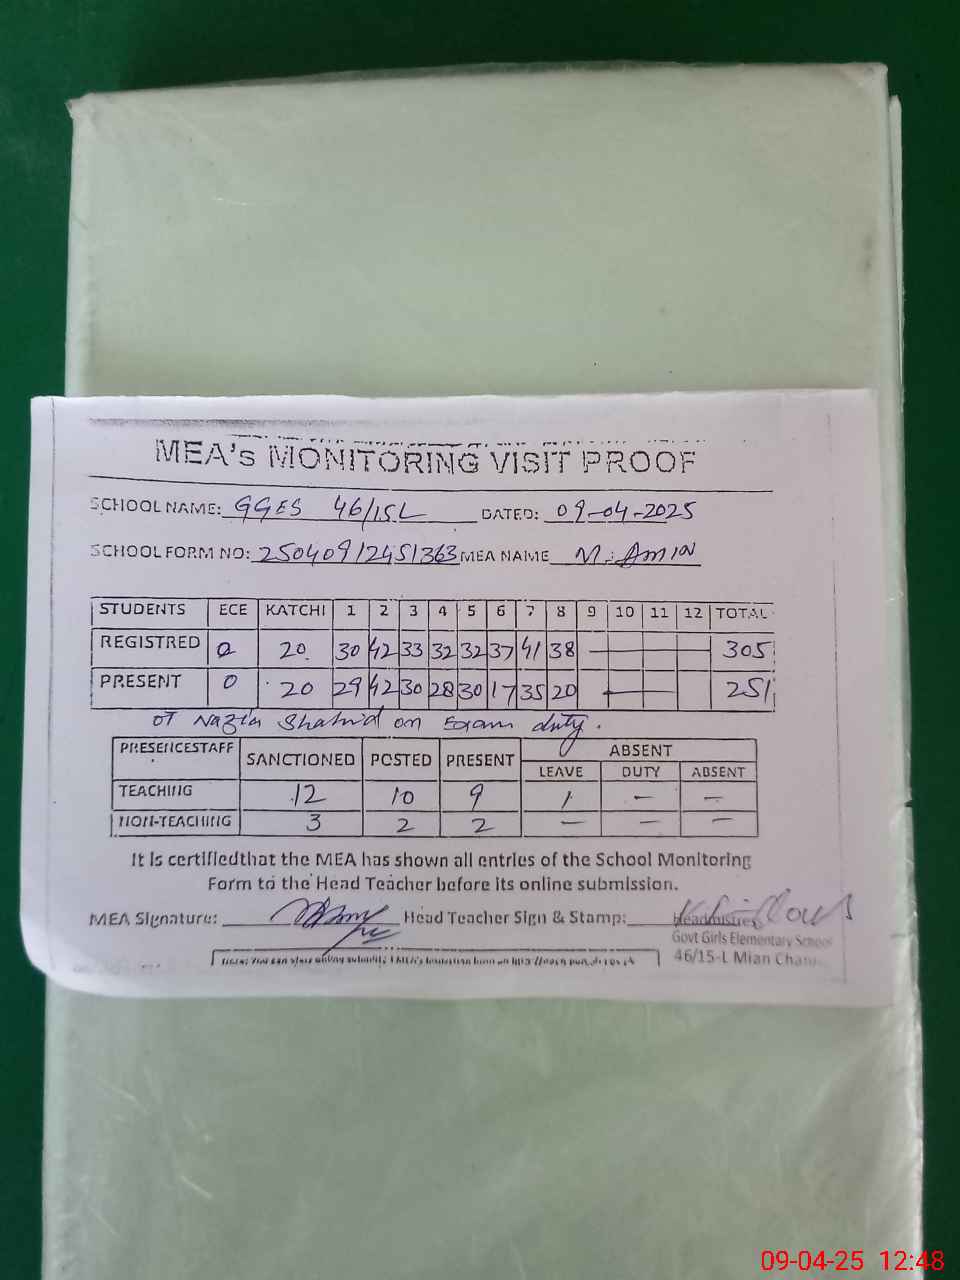 MEA's MONITORING VISIT PROOF
SCHOOL NAME: GGES 46/15L DATED: 09-04-2025
SCHOOL FORM NO: 25040912451363 MEA NAME M. Amin
STUDENTS ECE KATCHI 1 2 3 4 5 6 7 8 9 10 11 12 TOTAL
REGISTRED 0 20 30 42 33 32 32 37 41 38 — 305
PRESENT 0 20 29 42 30 28 30 17 35 20 — 251
Nazia Shahid on Exam duty.
PRESENCESTAFF SANCTIONED POSTED PRESENT ABSENT
LEAVE DUTY ABSENT
TEACHING 12 10 9 1 — —
NON-TEACHING 3 2 2 — — —
It is certifiedthat the MEA has shown all entries of the School Monitoring
Form to the Head Teacher before its online submission.
MEA Signature: Head Teacher Sign & Stamp:
Headmistres
Govt Girls Elementary School
46/15-L Mian Chan
09-04-25 12:48